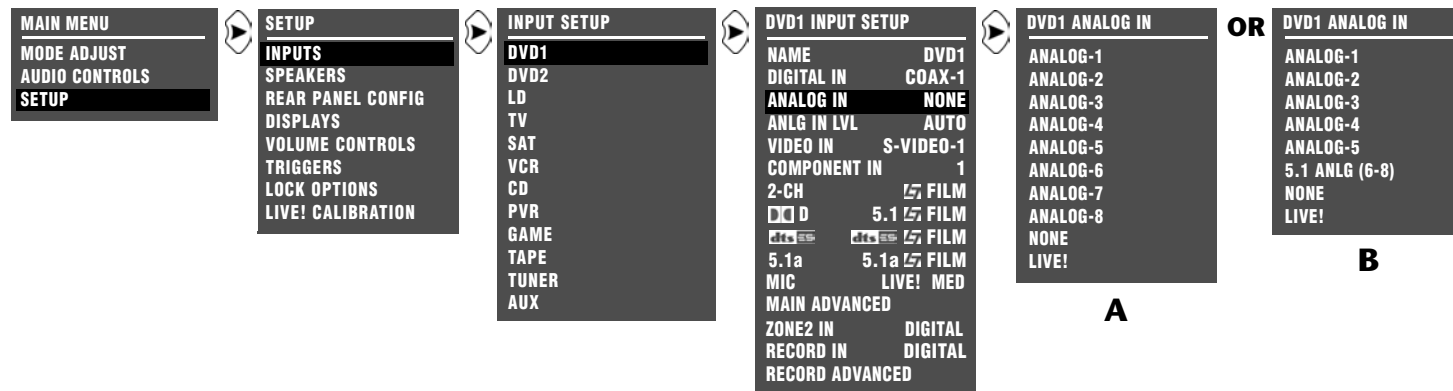 MAIN MENU
MODE ADJUST
AUDIO CONTROLS
SETUP
SETUP
INPUTS
SPEAKERS
REAR PANEL CONFIG
DISPLAYS
VOLUME CONTROLS
TRIGGERS
LOCK OPTIONS
LIVE! CALIBRATION
INPUT SETUP
DVD1
DVD2
LD
TV
SAT
VCR
CD
PVR
GAME
TAPE
TUNER
AUX
DVD1 INPUT SETUP
NAME DVD1
DIGITAL IN COAX-1
ANALOG IN NONE
ANLG IN LVL AUTO
VIDEO IN S-VIDEO-1
COMPONENT IN 1
2-CH FILM
D 5.1 FILM
dts ES dts ES FILM
5.1a 5.1a FILM
MIC LIVE! MED
MAIN ADVANCED
ZONE2 IN DIGITAL
RECORD IN DIGITAL
RECORD ADVANCED
DVD1 ANALOG IN
ANALOG-1
ANALOG-2
ANALOG-3
ANALOG-4
ANALOG-5
ANALOG-6
ANALOG-7
ANALOG-8
NONE
LIVE!
A
OR
DVD1 ANALOG IN
ANALOG-1
ANALOG-2
ANALOG-3
ANALOG-4
ANALOG-5
5.1 ANLG (6-8)
NONE
LIVE!
B